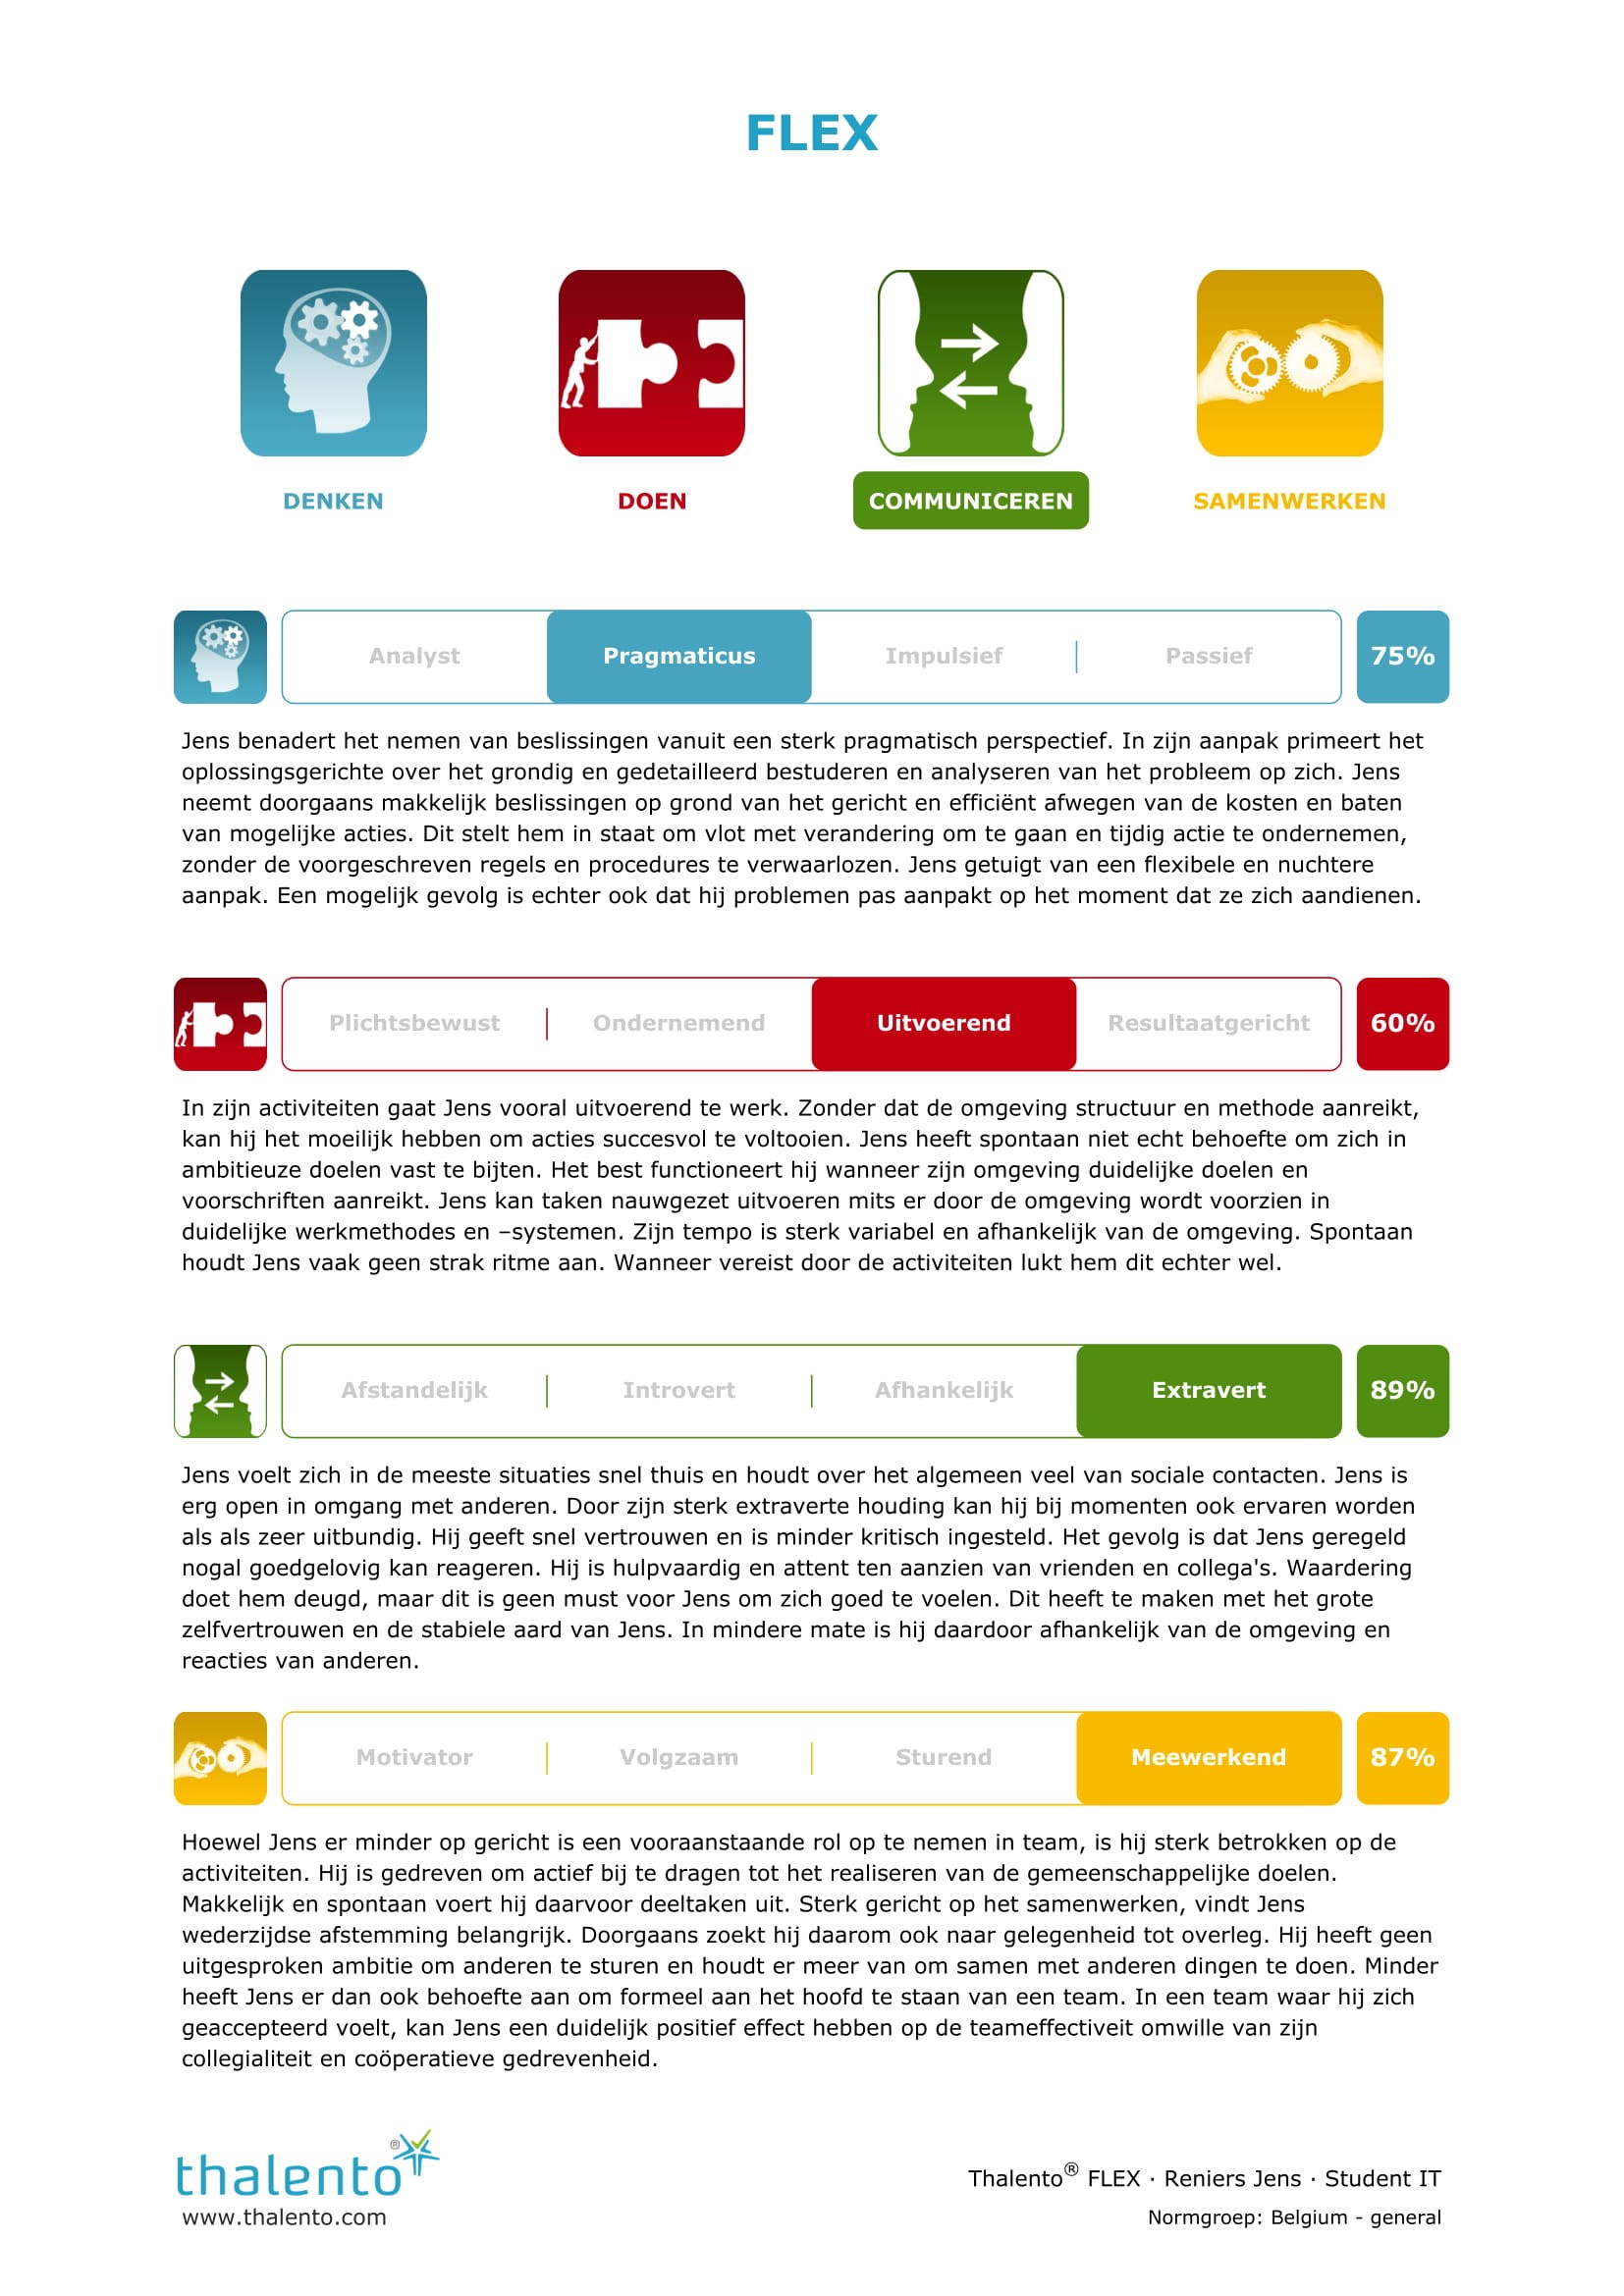 FLEX
DENKEN
DOEN
COMMUNICEREN
SAMENWERKEN
Analyst
Pragmaticus
Impulsief
Passief
75%
Jens benadert het nemen van beslissingen vanuit een sterk pragmatisch perspectief. In zijn aanpak primeert het
oplossingsgerichte over het grondig en gedetailleerd bestuderen en analyseren van het probleem op zich. Jens
neemt doorgaans makkelijk beslissingen op grond van het gericht en efficiënt afwegen van de kosten en baten
van mogelijke acties. Dit stelt hem in staat om vlot met verandering om te gaan en tijdig actie te ondernemen,
zonder de voorgeschreven regels en procedures te verwaarlozen. Jens getuigt van een flexibele en nuchtere
aanpak. Een mogelijk gevolg is echter ook dat hij problemen pas aanpakt op het moment dat ze zich aandienen.
Plichtsbewust
Ondernemend
Uitvoerend
Resultaatgericht
60%
In zijn activiteiten gaat Jens vooral uitvoerend te werk. Zonder dat de omgeving structuur en methode aanreikt,
kan hij het moeilijk hebben om acties succesvol te voltooien. Jens heeft spontaan niet echt behoefte om zich in
ambitieuze doelen vast te bijten. Het best functioneert hij wanneer zijn omgeving duidelijke doelen en
voorschriften aanreikt. Jens kan taken nauwgezet uitvoeren mits er door de omgeving wordt voorzien in
duidelijke werkmethodes en –systemen. Zijn tempo is sterk variabel en afhankelijk van de omgeving. Spontaan
houdt Jens vaak geen strak ritme aan. Wanneer vereist door de activiteiten lukt hem dit echter wel.
Afstandelijk
Introvert
Afhankelijk
Extravert
89%
Jens voelt zich in de meeste situaties snel thuis en houdt over het algemeen veel van sociale contacten. Jens is
erg open in omgang met anderen. Door zijn sterk extraverte houding kan hij bij momenten ook ervaren worden
als als zeer uitbundig. Hij geeft snel vertrouwen en is minder kritisch ingesteld. Het gevolg is dat Jens geregeld
nogal goedgelovig kan reageren. Hij is hulpvaardig en attent ten aanzien van vrienden en collega's. Waardering
doet hem deugd, maar dit is geen must voor Jens om zich goed te voelen. Dit heeft te maken met het grote
zelfvertrouwen en de stabiele aard van Jens. In mindere mate is hij daardoor afhankelijk van de omgeving en
reacties van anderen.
Motivator
Volgzaam
Sturend
Meewerkend
87%
Hoewel Jens er minder op gericht is een vooraanstaande rol op te nemen in team, is hij sterk betrokken op de
activiteiten. Hij is gedreven om actief bij te dragen tot het realiseren van de gemeenschappelijke doelen.
Makkelijk en spontaan voert hij daarvoor deeltaken uit. Sterk gericht op het samenwerken, vindt Jens
wederzijdse afstemming belangrijk. Doorgaans zoekt hij daarom ook naar gelegenheid tot overleg. Hij heeft geen
uitgesproken ambitie om anderen te sturen en houdt er meer van om samen met anderen dingen te doen. Minder
heeft Jens er dan ook behoefte aan om formeel aan het hoofd te staan van een team. In een team waar hij zich
geaccepteerd voelt, kan Jens een duidelijk positief effect hebben op de teameffectiveit omwille van zijn
collegialiteit en coöperatieve gedrevenheid.
thalento®
www.thalento.com
Thalento® FLEX · Reniers Jens · Student IT
Normgroep: Belgium - general